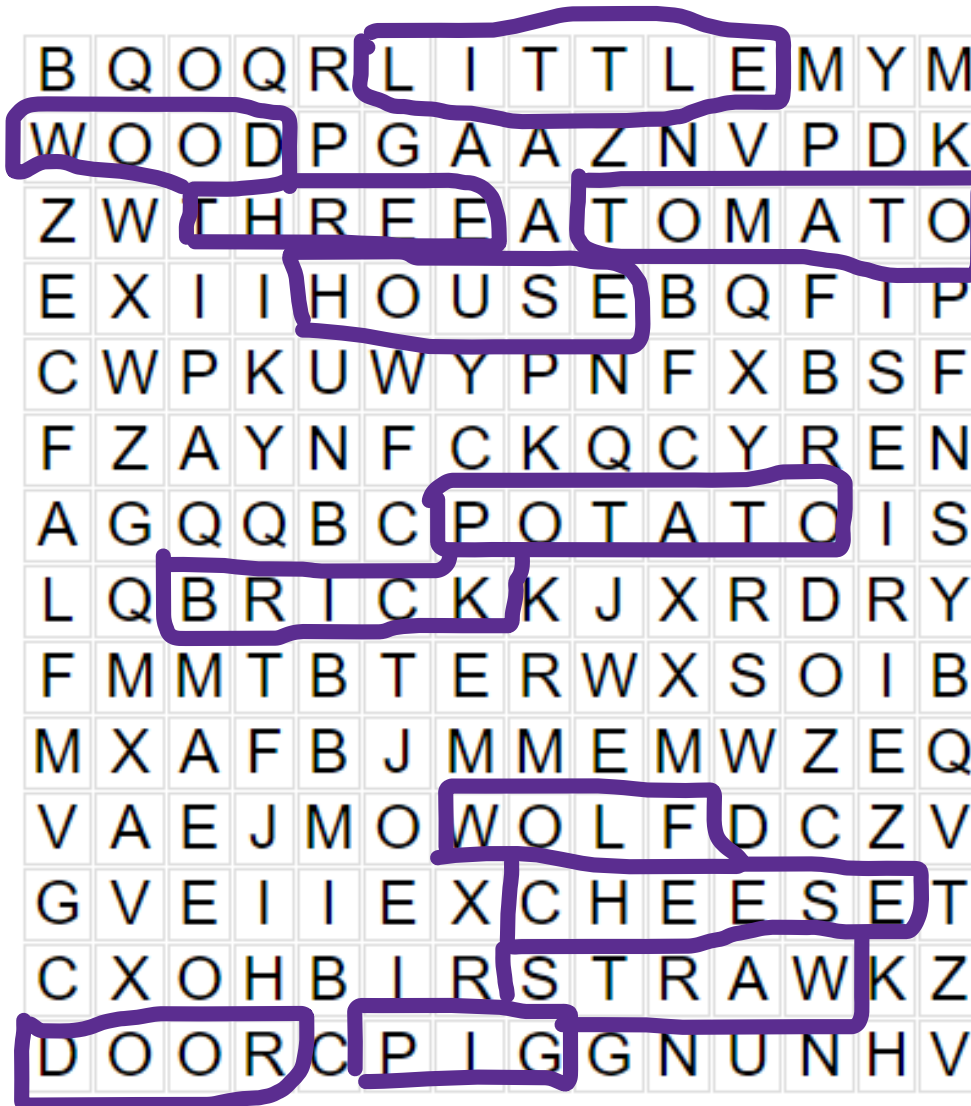 B Q O Q R L I T T L E M Y M
W O O D P G A A Z N V P D K
Z W T H R E E A T O M A T O
E X I I H O U S E B Q F I P
C W P K U W Y P N F X B S F
F Z A Y N F C K Q C Y R E N
A G Q Q B C P O T A T O I S
L Q B R I C K K J X R D R Y
F M M T B T E R W X S O I B
M X A F B J M M E M W Z E Q
V A E J M O W O L F D C Z V
G V E I I E X C H E E S E T
C X O H B I R S T R A W K Z
D O O R C P I G G N U N H V